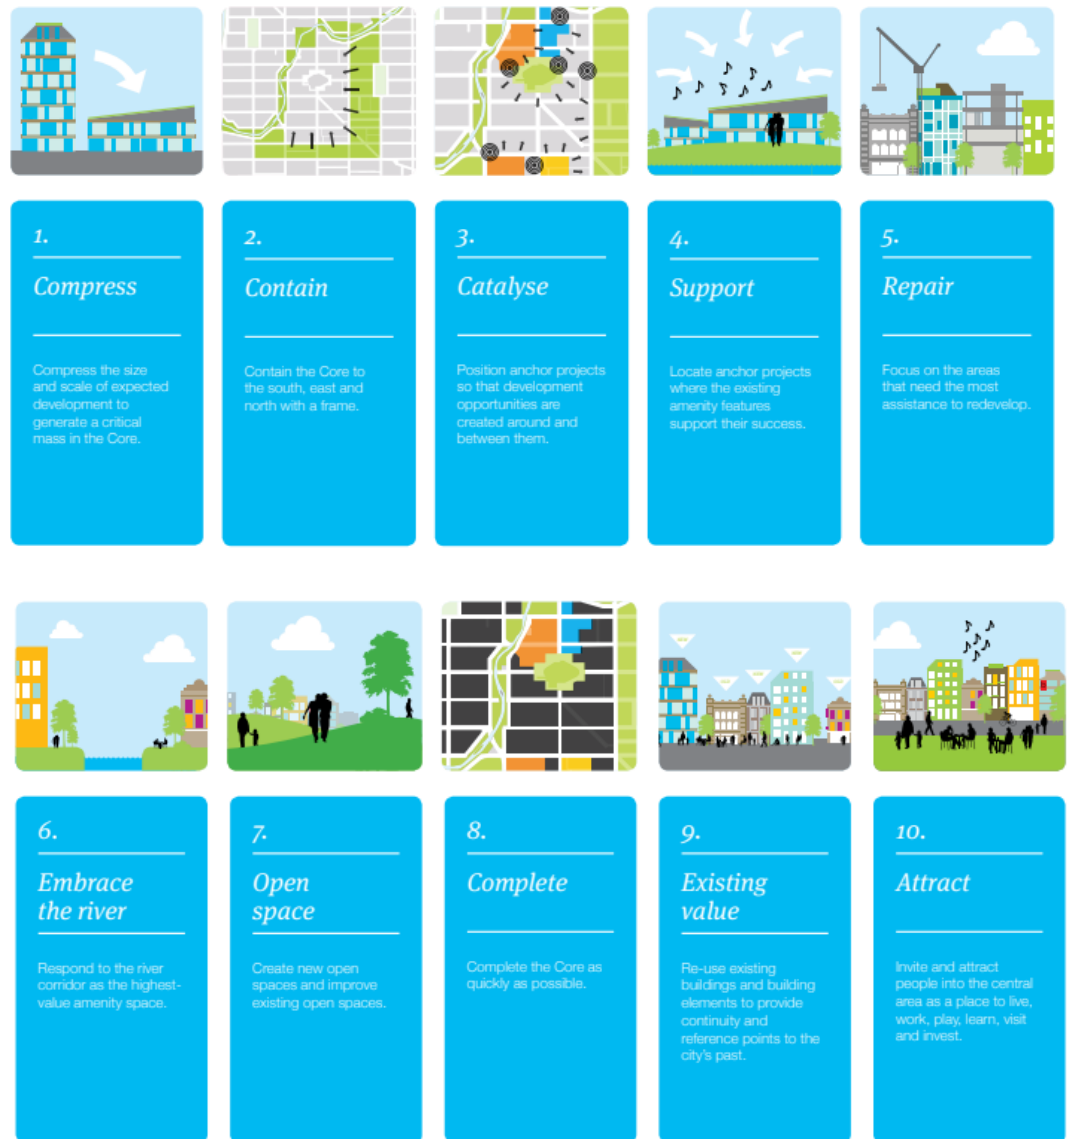 1.
Compress
Compress the size
and scale of expected
development to
generate a critical
mass in the Core.
2.
Contain
Contain the Core to
the south, east and
north with a frame.
3.
Catalyse
Position anchor projects
so that development
opportunities are
created around and
between them.
4.
Support
Locate anchor projects
where the existing
amenity features
support their success.
5.
Repair
Focus on the areas
that need the most
assistance to redevelop.
6.
Embrace
the river
Respond to the river
corridor as the highest-
value amenity space.
7.
Open
space
Create new open
spaces and improve
existing open spaces.
8.
Complete
Complete the Core as
quickly as possible.
9.
Existing
value
Re-use existing
buildings and building
elements to provide
continuity and
reference points to the
city's past.
10.
Attract
Invite and attract
people into the central
area as a place to live,
work, play, learn, visit
and invest.